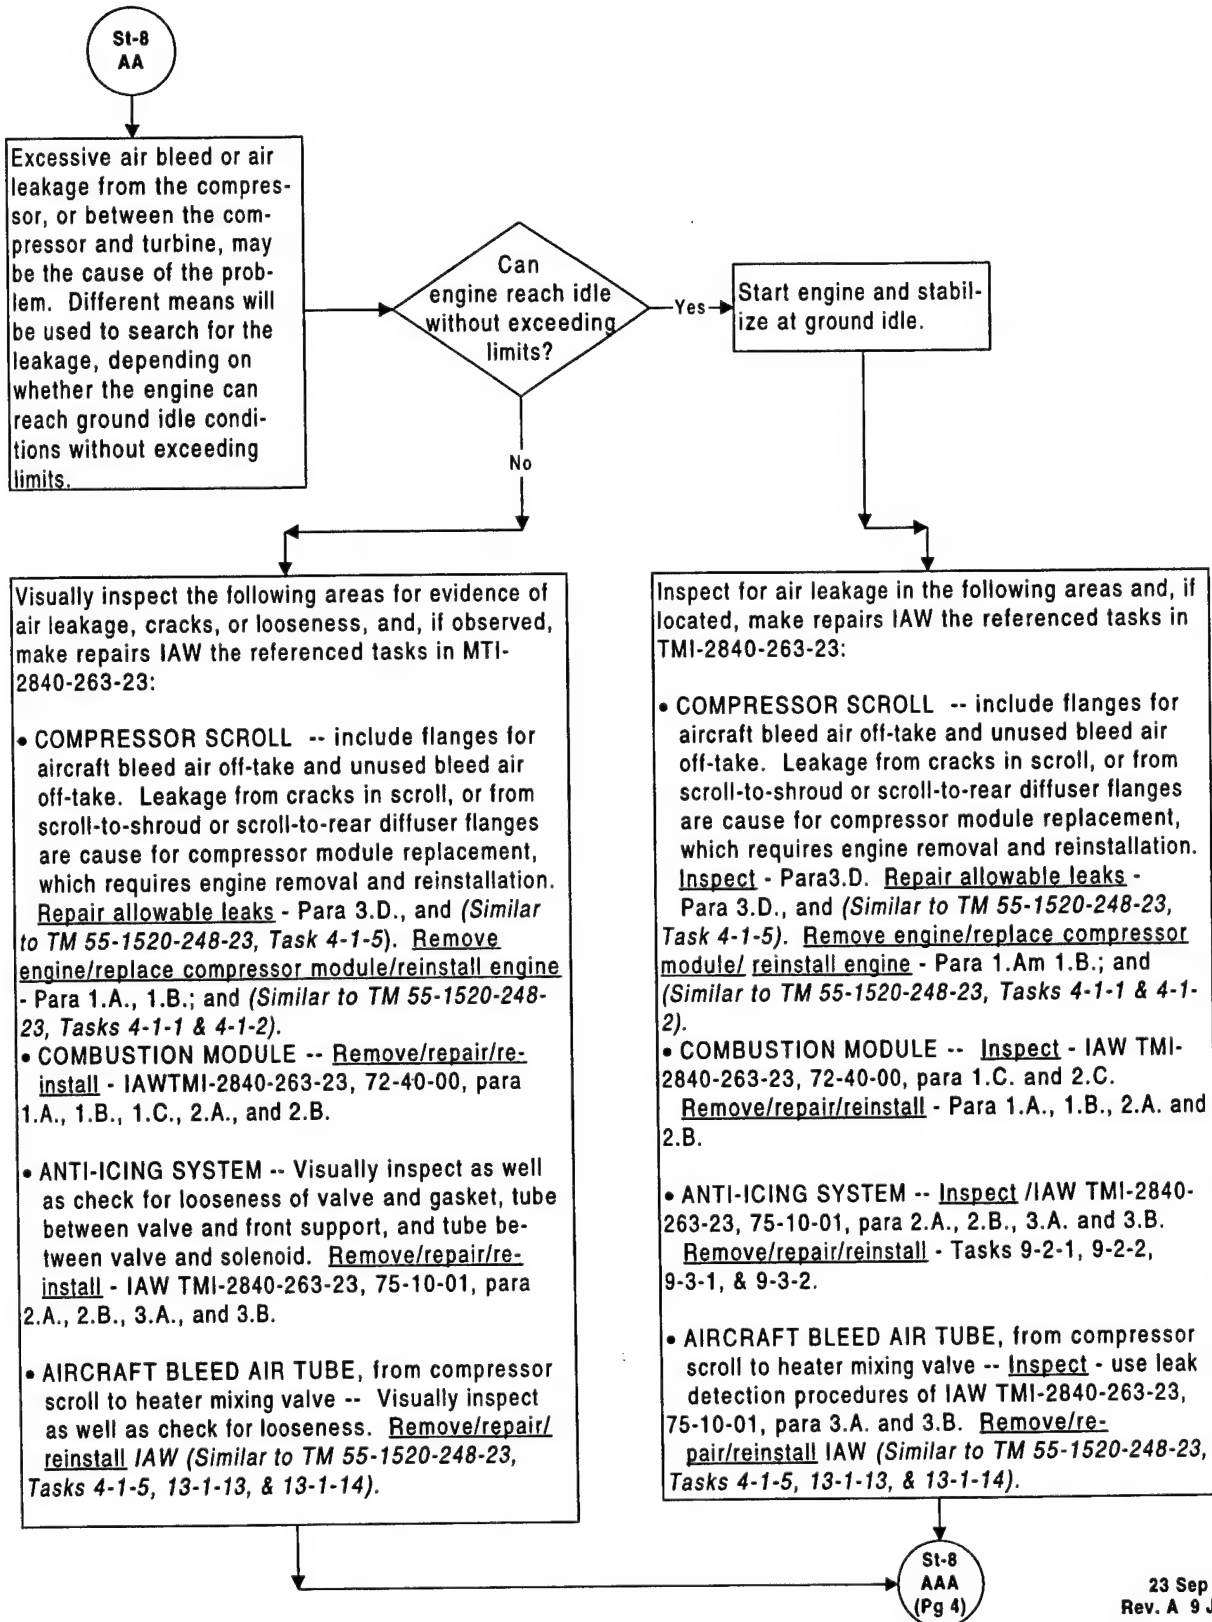 St-8
AA
Excessive air bleed or air
leakage from the compres-
sor, or between the com-
pressor and turbine, may
be the cause of the prob-
lem. Different means will
be used to search for the
leakage, depending on
whether the engine can
reach ground idle condi-
tions without exceeding
limits.
Can
engine reach idle
without exceeding
limits?
Yes
Start engine and stabil-
ize at ground idle.
No
Visually inspect the following areas for evidence of
air leakage, cracks, or looseness, and, if observed,
make repairs IAW the referenced tasks in MTI-
2840-263-23:
• COMPRESSOR SCROLL -- include flanges for
aircraft bleed air off-take and unused bleed air
off-take. Leakage from cracks in scroll, or from
scroll-to-shroud or scroll-to-rear diffuser flanges
are cause for compressor module replacement,
which requires engine removal and reinstallation.
Repair allowable leaks - Para 3.D., and (Similar
to TM 55-1520-248-23, Task 4-1-5). Remove
engine/replace compressor module/reinstall engine
- Para 1.A., 1.B.; and (Similar to TM 55-1520-248-
23, Tasks 4-1-1 & 4-1-2).
• COMBUSTION MODULE -- Remove/repair/re-
install - IAWTMI-2840-263-23, 72-40-00, para
1.A., 1.B., 1.C., 2.A., and 2.B.
• ANTI-ICING SYSTEM -- Visually inspect as well
as check for looseness of valve and gasket, tube
between valve and front support, and tube be-
tween valve and solenoid. Remove/repair/re-
install - IAW TMI-2840-263-23, 75-10-01, para
2.A., 2.B., 3.A., and 3.B.
• AIRCRAFT BLEED AIR TUBE, from compressor
scroll to heater mixing valve -- Visually inspect
as well as check for looseness. Remove/repair/
reinstall IAW (Similar to TM 55-1520-248-23,
Tasks 4-1-5, 13-1-13, & 13-1-14).
Inspect for air leakage in the following areas and, if
located, make repairs IAW the referenced tasks in
TMI-2840-263-23:
• COMPRESSOR SCROLL -- include flanges for
aircraft bleed air off-take and unused bleed air
off-take. Leakage from cracks in scroll, or from
scroll-to-shroud or scroll-to-rear diffuser flanges
are cause for compressor module replacement,
which requires engine removal and reinstallation.
Inspect - Para3.D. Repair allowable leaks -
Para 3.D., and (Similar to TM 55-1520-248-23,
Task 4-1-5). Remove engine/replace compressor
module/ reinstall engine - Para 1.Am 1.B.; and
(Similar to TM 55-1520-248-23, Tasks 4-1-1 & 4-1-
2).
• COMBUSTION MODULE -- Inspect - IAW TMI-
2840-263-23, 72-40-00, para 1.C. and 2.C.
Remove/repair/reinstall - Para 1.A., 1.B., 2.A. and
2.B.
• ANTI-ICING SYSTEM -- Inspect /IAW TMI-2840-
263-23, 75-10-01, para 2.A., 2.B., 3.A. and 3.B.
Remove/repair/reinstall - Tasks 9-2-1, 9-2-2,
9-3-1, & 9-3-2.
• AIRCRAFT BLEED AIR TUBE, from compressor
scroll to heater mixing valve -- Inspect - use leak
detection procedures of IAW TMI-2840-263-23,
75-10-01, para 3.A. and 3.B. Remove/re-
pair/reinstall IAW (Similar to TM 55-1520-248-23,
Tasks 4-1-5, 13-1-13, & 13-1-14).
St-8
AAA
(Pg 4)
23 Sep
Rev. A 9 J